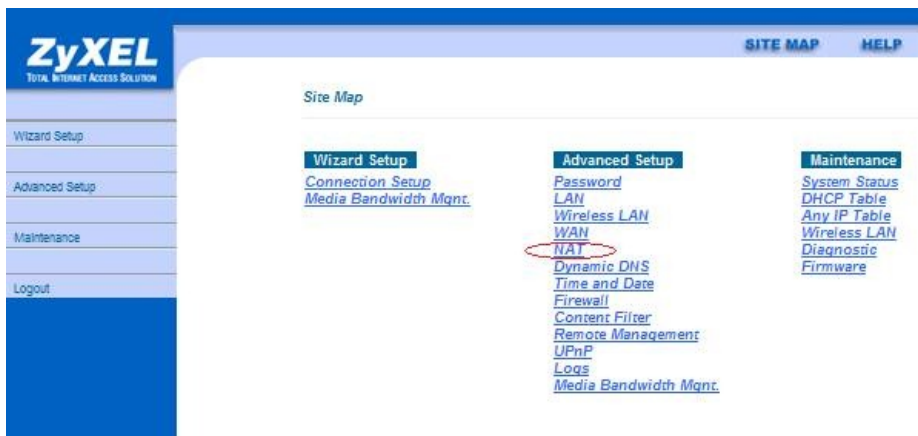 ZyXEL
TOTAL INTERNET ACCESS SOLUTION
SITE MAP HELP
Site Map
Wizard Setup
Advanced Setup
Maintenance
Logout
Wizard Setup
Connection Setup
Media Bandwidth Mgnt.
Advanced Setup
Password
LAN
Wireless LAN
WAN
NAT
Dynamic DNS
Time and Date
Firewall
Content Filter
Remote Management
UPnP
Logs
Media Bandwidth Mgnt.
Maintenance
System Status
DHCP Table
Any IP Table
Wireless LAN
Diagnostic
Firmware